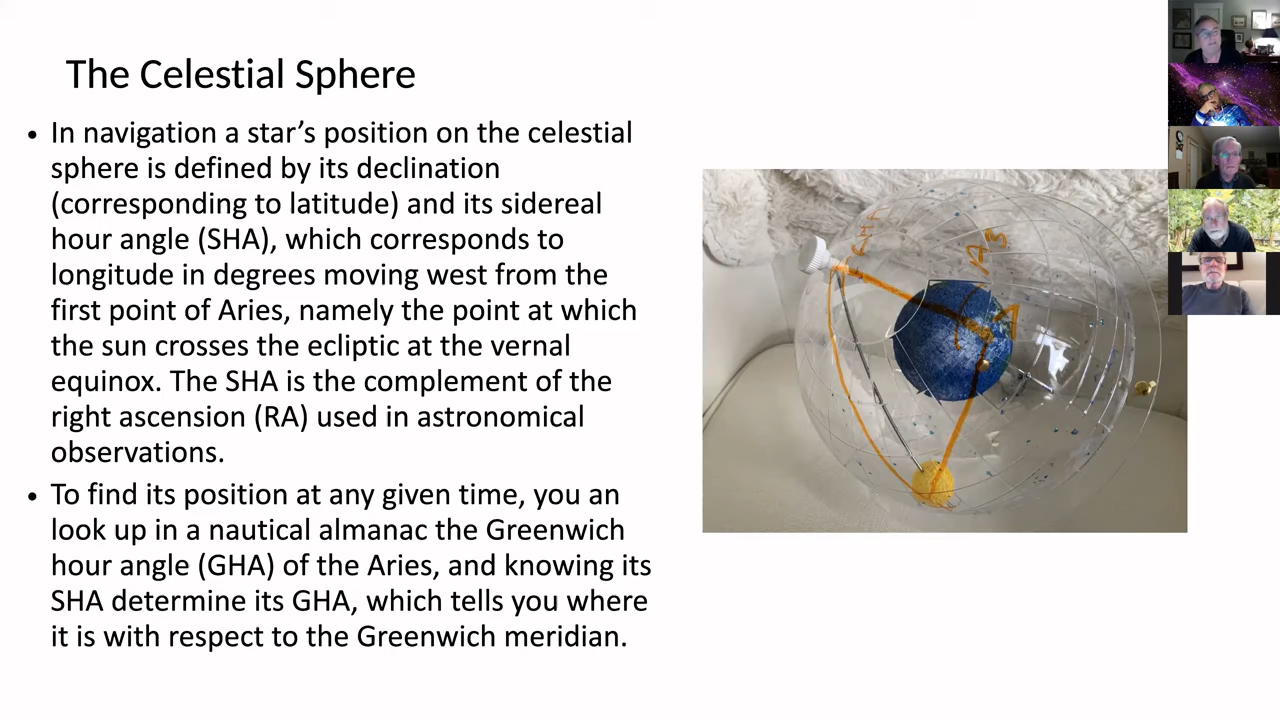 The Celestial Sphere
• In navigation a star’s position on the celestial
sphere is defined by its declination
(corresponding to latitude) and its sidereal
hour angle (SHA), which corresponds to
longitude in degrees moving west from the
first point of Aries, namely the point at which
the sun crosses the ecliptic at the vernal
equinox. The SHA is the complement of the
right ascension (RA) used in astronomical
observations.
• To find its position at any given time, you an
look up in a nautical almanac the Greenwich
hour angle (GHA) of the Aries, and knowing its
SHA determine its GHA, which tells you where
it is with respect to the Greenwich meridian.